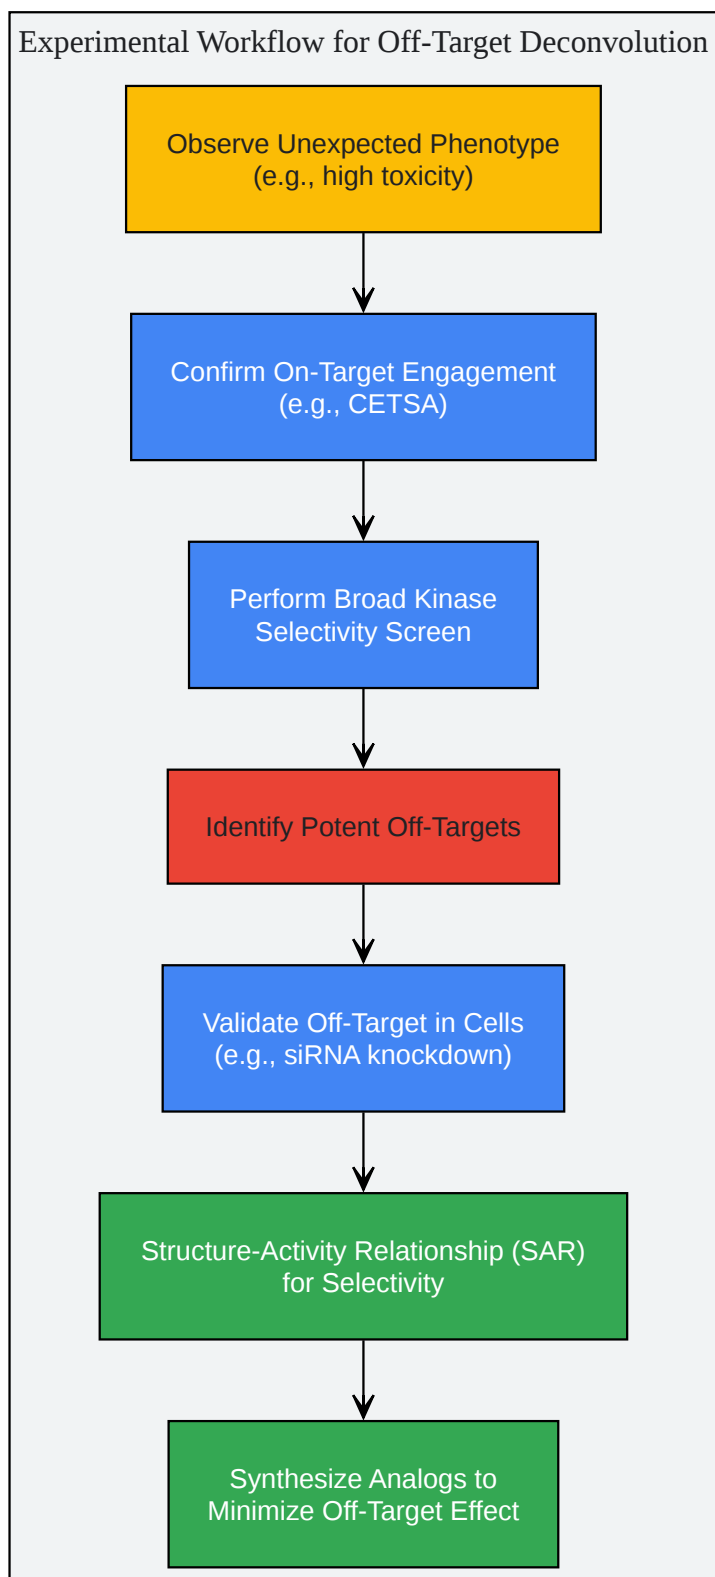 Experimental Workflow for Off-Target Deconvolution
Observe Unexpected Phenotype
(e.g., high toxicity)
Confirm On-Target Engagement
(e.g., CETSA)
Perform Broad Kinase
Selectivity Screen
Identify Potent Off-Targets
Validate Off-Target in Cells
(e.g., siRNA knockdown)
Structure-Activity Relationship (SAR)
for Selectivity
Synthesize Analogs to
Minimize Off-Target Effect